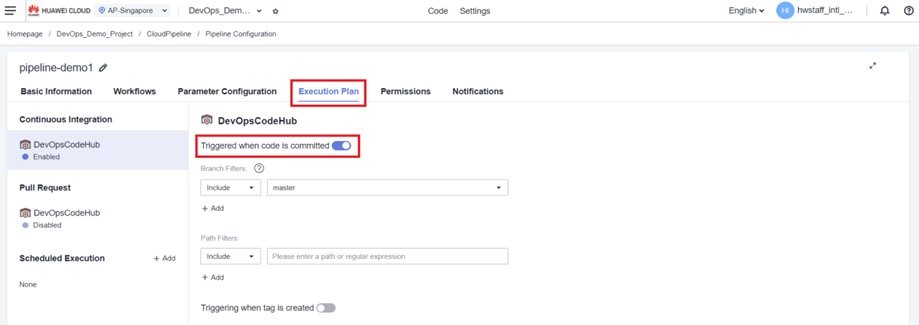 HUAWEI CLOUD AP-Singapore DevOps_Dem... Code Settings English hwstaff_intl_... HI
Homepage / DevOps_Demo_Project / CloudPipeline / Pipeline Configuration
pipeline-demo1
Basic Information Workflows Parameter Configuration Execution Plan Permissions Notifications
Continuous Integration
DevOpsCodeHub
Enabled
Pull Request
DevOpsCodeHub
Disabled
Scheduled Execution + Add
None
DevOpsCodeHub
Triggered when code is committed
Branch Filters ?
Include master
+ Add
Path Filters
Include Please enter a path or regular expression
+ Add
Triggering when tag is created